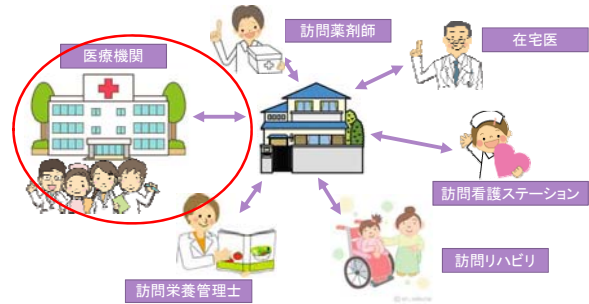 訪問薬剤師
医療機関
在宅医
訪問看護ステーション
訪問リハビリ
訪問栄養管理士